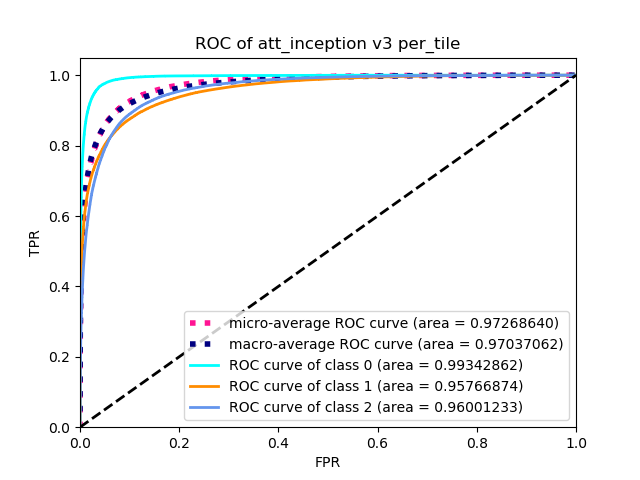 ROC of att_inception v3 per_tile
1.0
0.8
0.6
0.4
0.2
0.0
TPR
micro-average ROC curve (area = 0.97268640)
macro-average ROC curve (area = 0.97037062)
ROC curve of class 0 (area = 0.99342862)
ROC curve of class 1 (area = 0.95766874)
ROC curve of class 2 (area = 0.96001233)
0.0 0.2 0.4 0.6 0.8 1.0
FPR